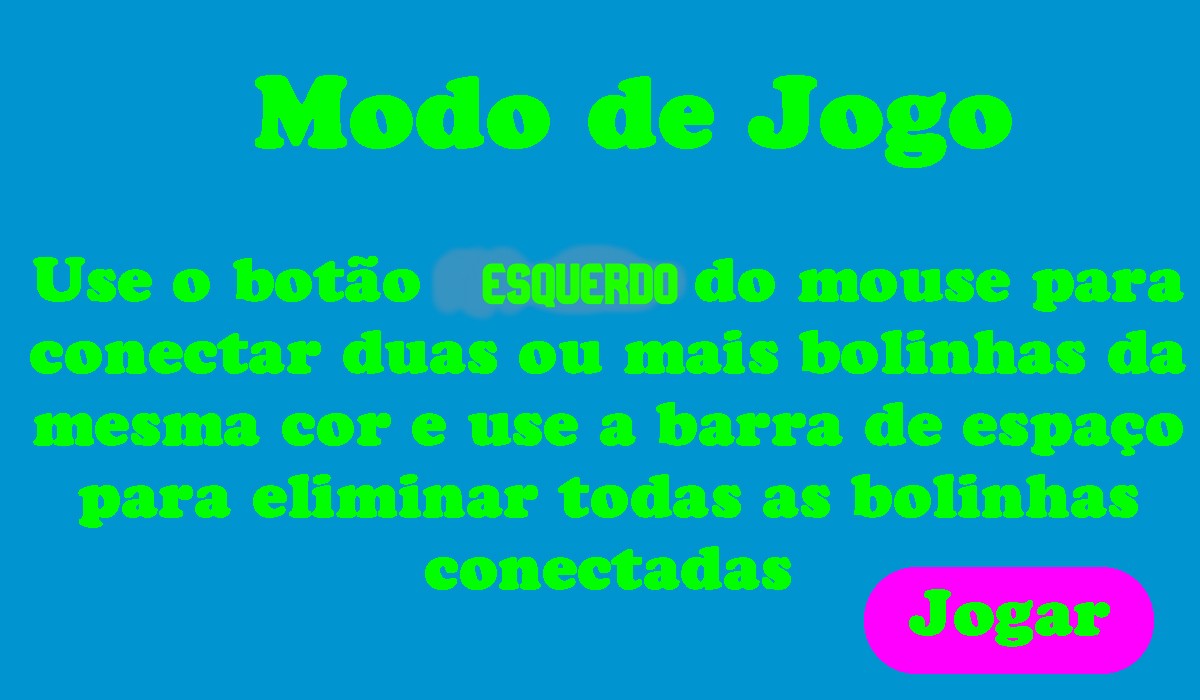 Modo de Jogo
Use o botão ESQUERDO do mouse para
conectar duas ou mais bolinhas da
mesma cor e use a barra de espaço
para eliminar todas as bolinhas
conectadas
Jogar